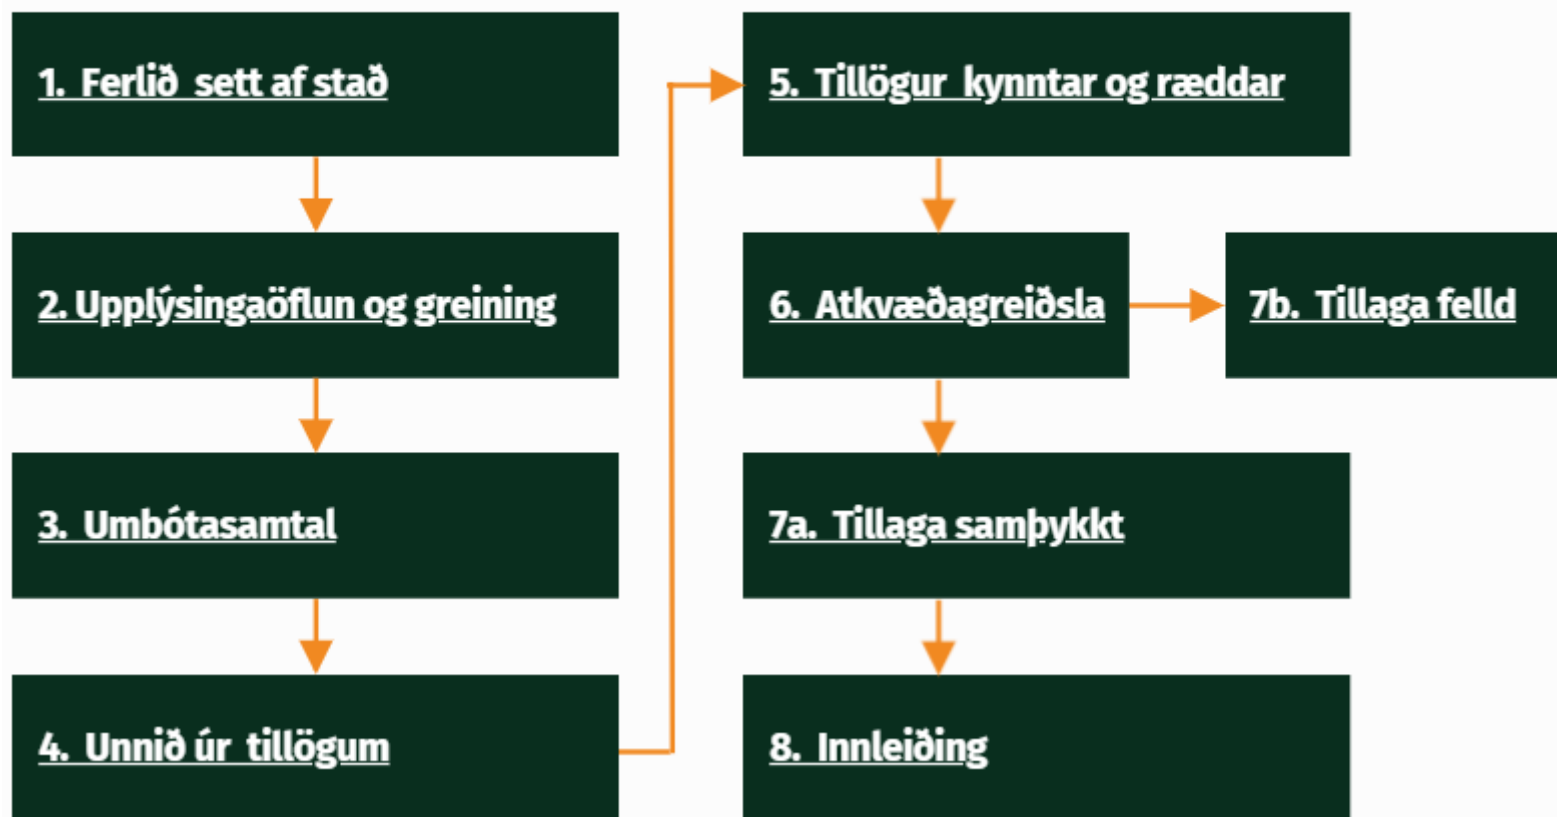 1. Ferlið sett af stað
2. Upplýsingaöflun og greining
3. Umbótasamtal
4. Unnið úr tillögum
5. Tillögur kynntar og ræddar
6. Atkvæðagreiðsla
7b. Tillaga felld
7a. Tillaga samþykkt
8. Innleiðing